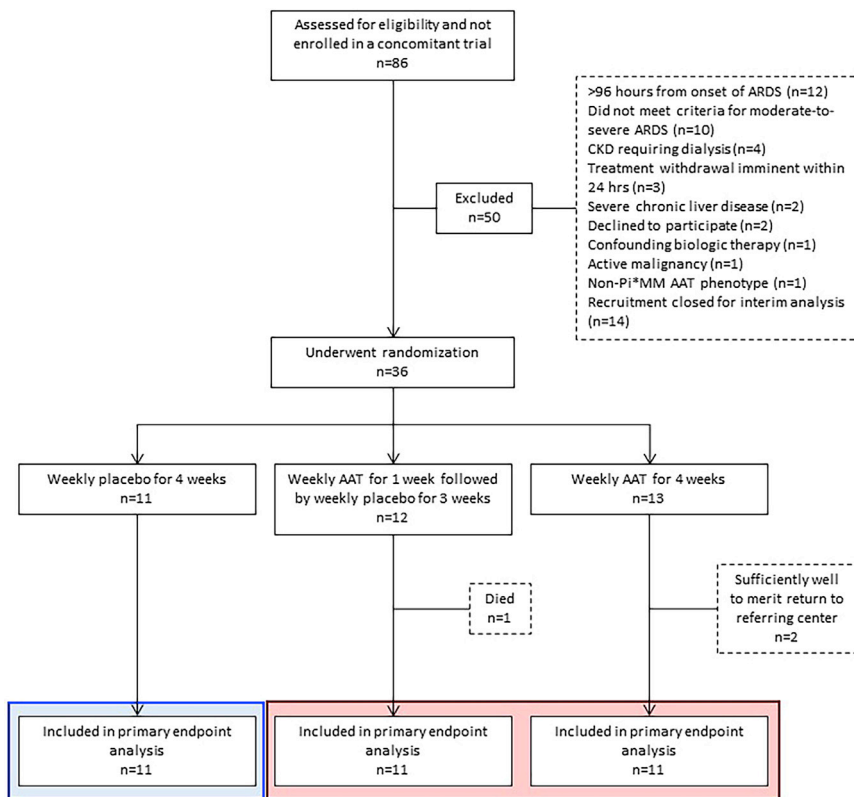 Assessed for eligibility and not
enrolled in a concomitant trial
n=86
>96 hours from onset of ARDS (n=12)
Did not meet criteria for moderate-to-
severe ARDS (n=10)
CKD requiring dialysis (n=4)
Treatment withdrawal imminent within
24 hrs (n=3)
Severe chronic liver disease (n=2)
Declined to participate (n=2)
Confounding biologic therapy (n=1)
Active malignancy (n=1)
Non-Pi*MM AAT phenotype (n=1)
Recruitment closed for interim analysis
(n=14)
Excluded
n=50
Underwent randomization
n=36
Weekly placebo for 4 weeks
n=11
Weekly AAT for 1 week followed
by weekly placebo for 3 weeks
n=12
Weekly AAT for 4 weeks
n=13
Died
n=1
Sufficiently well
to merit return to
referring center
n=2
Included in primary endpoint
analysis
n=11
Included in primary endpoint
analysis
n=11
Included in primary endpoint
analysis
n=11